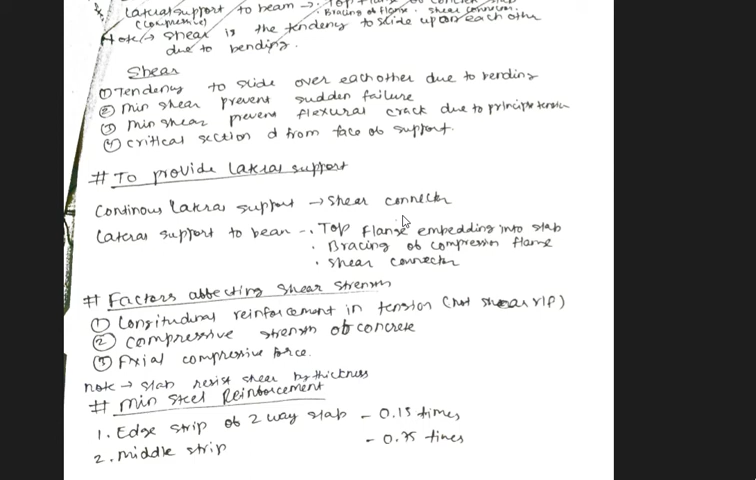 * Lateral support to beam → . Top
(compressive) . Bracing of flange . shear connector.
Note → shear is the tendency to slide upon each other
due to bending.
Shear
① Tendency to slide over each other due to bending
② min shear prevent sudden failure
③ min shear prevent flexural crack due to principle tension
④ critical section d from face of support.
# To provide lateral support
Continous lateral support → shear connector
Lateral support to bean - . Top flange embedding into slab
. Bracing of compression flame
. shear connector
# Factors affecting shear strength
① Longitudinal reinforcement in tension (not shear r/f)
② compressive strength of concrete
③ Axial compressive force.
note → slab resist shear by thickness
# min steel Reinforcement
1. Edge strip of 2 way slab - 0.15 times
2. middle strip - 0.75 times